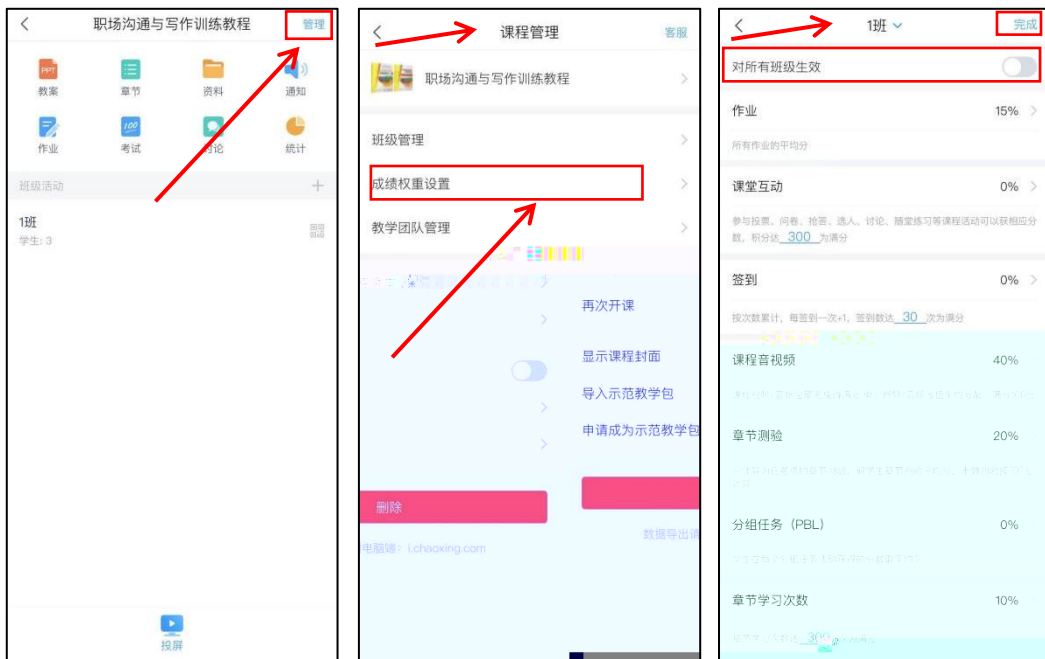 职场沟通与写作训练教程
管理
PPT
教案
章节
资料
通知
100
作业
考试
讨论
统计
班级活动
1班
学生: 3
投屏
课程管理
客服
职场沟通与写作训练教程
班级管理
成绩权重设置
教学团队管理
再次开课
显示课程封面
导入示范教学包
申请成为示范教学包
删除
数据导出请
电脑端：i.chaoxing.com
1班
完成
对所有班级生效
作业
15%
所有作业的平均分
课堂互动
0%
参与投票、问卷、抢答、选人、讨论、随堂练习等课程活动可以获相应分
数，积分达 300 为满分
签到
0%
按次数累计，每签到一次+1，签到数达 30 次为满分
课程音视频
40%
章节测验
20%
分组任务（PBL）
0%
章节学习次数
10%
300